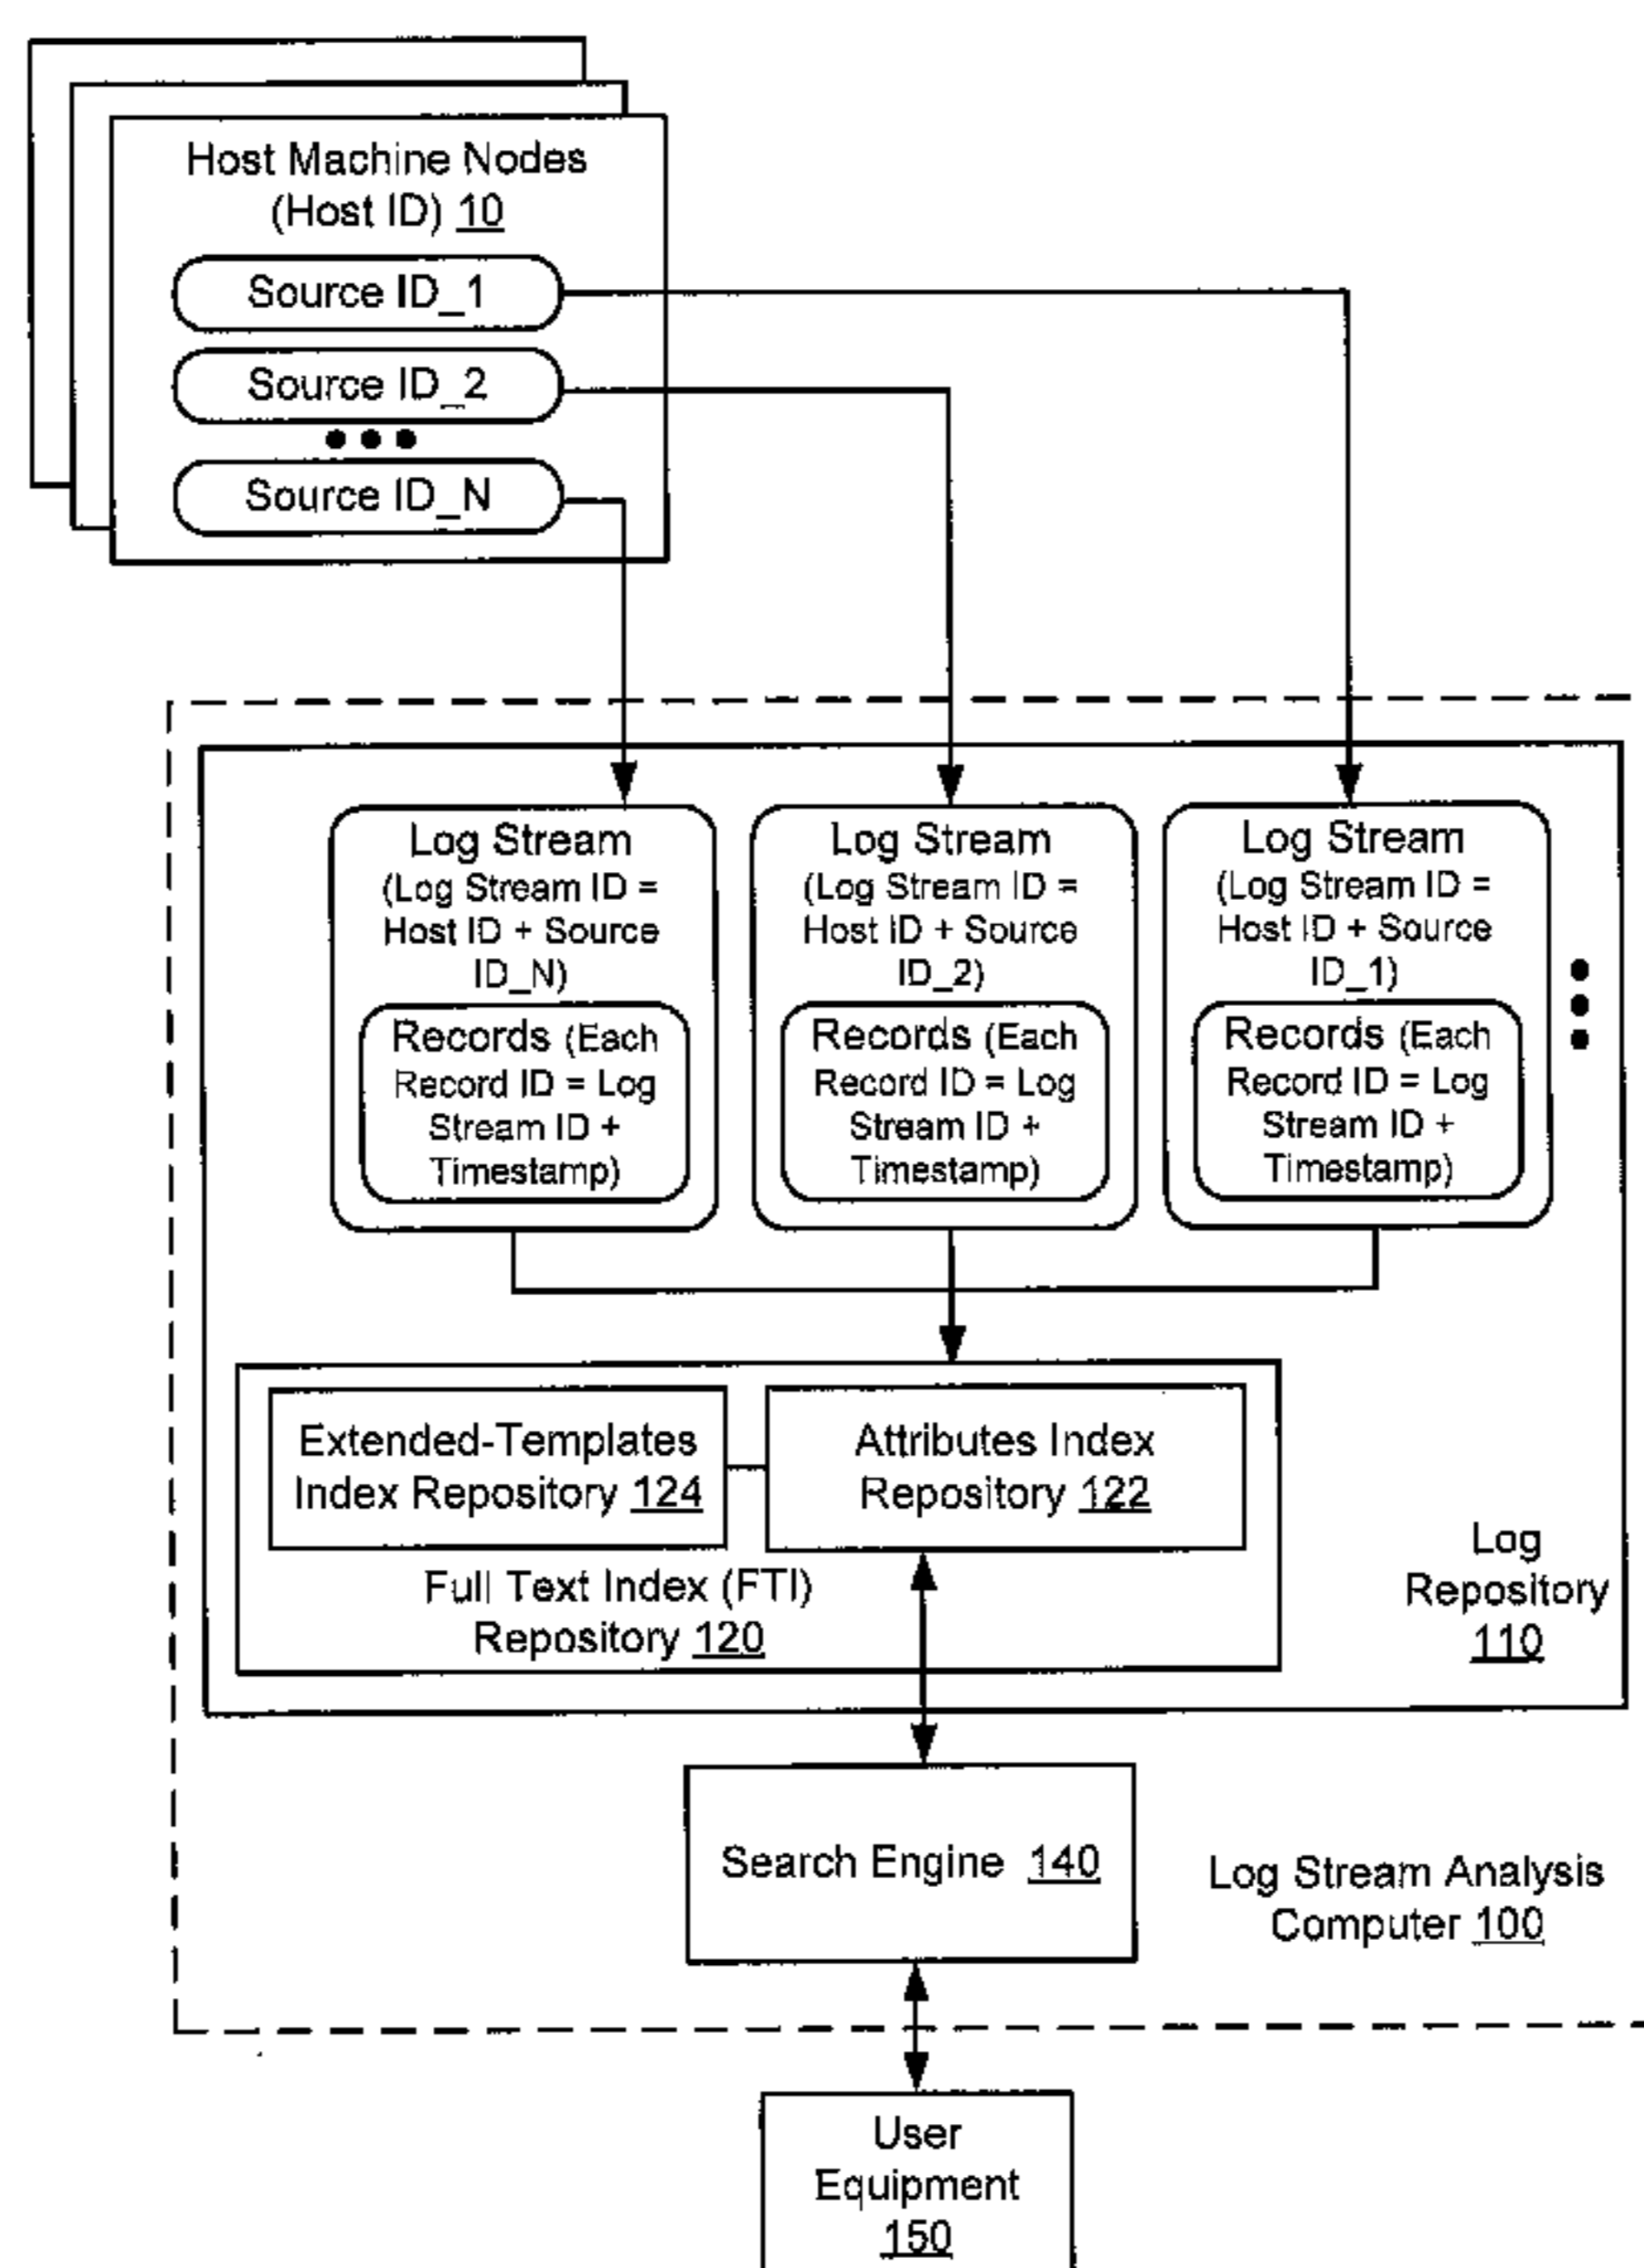 Host Machine Nodes
(Host ID) 10
Source ID_1
Source ID_2
Source ID_N
Log Stream
(Log Stream ID =
Host ID + Source
ID_N)
Records (Each
Record ID = Log
Stream ID +
Timestamp)
Log Stream
(Log Stream ID =
Host ID + Source
ID_2)
Records (Each
Record ID = Log
Stream ID +
Timestamp)
Log Stream
(Log Stream ID =
Host ID + Source
ID_1)
Records (Each
Record ID = Log
Stream ID +
Timestamp)
Extended-Templates
Index Repository 124
Attributes Index
Repository 122
Full Text Index (FTI)
Repository 120
Log
Repository
110
Search Engine 140
Log Stream Analysis
Computer 100
User
Equipment
150